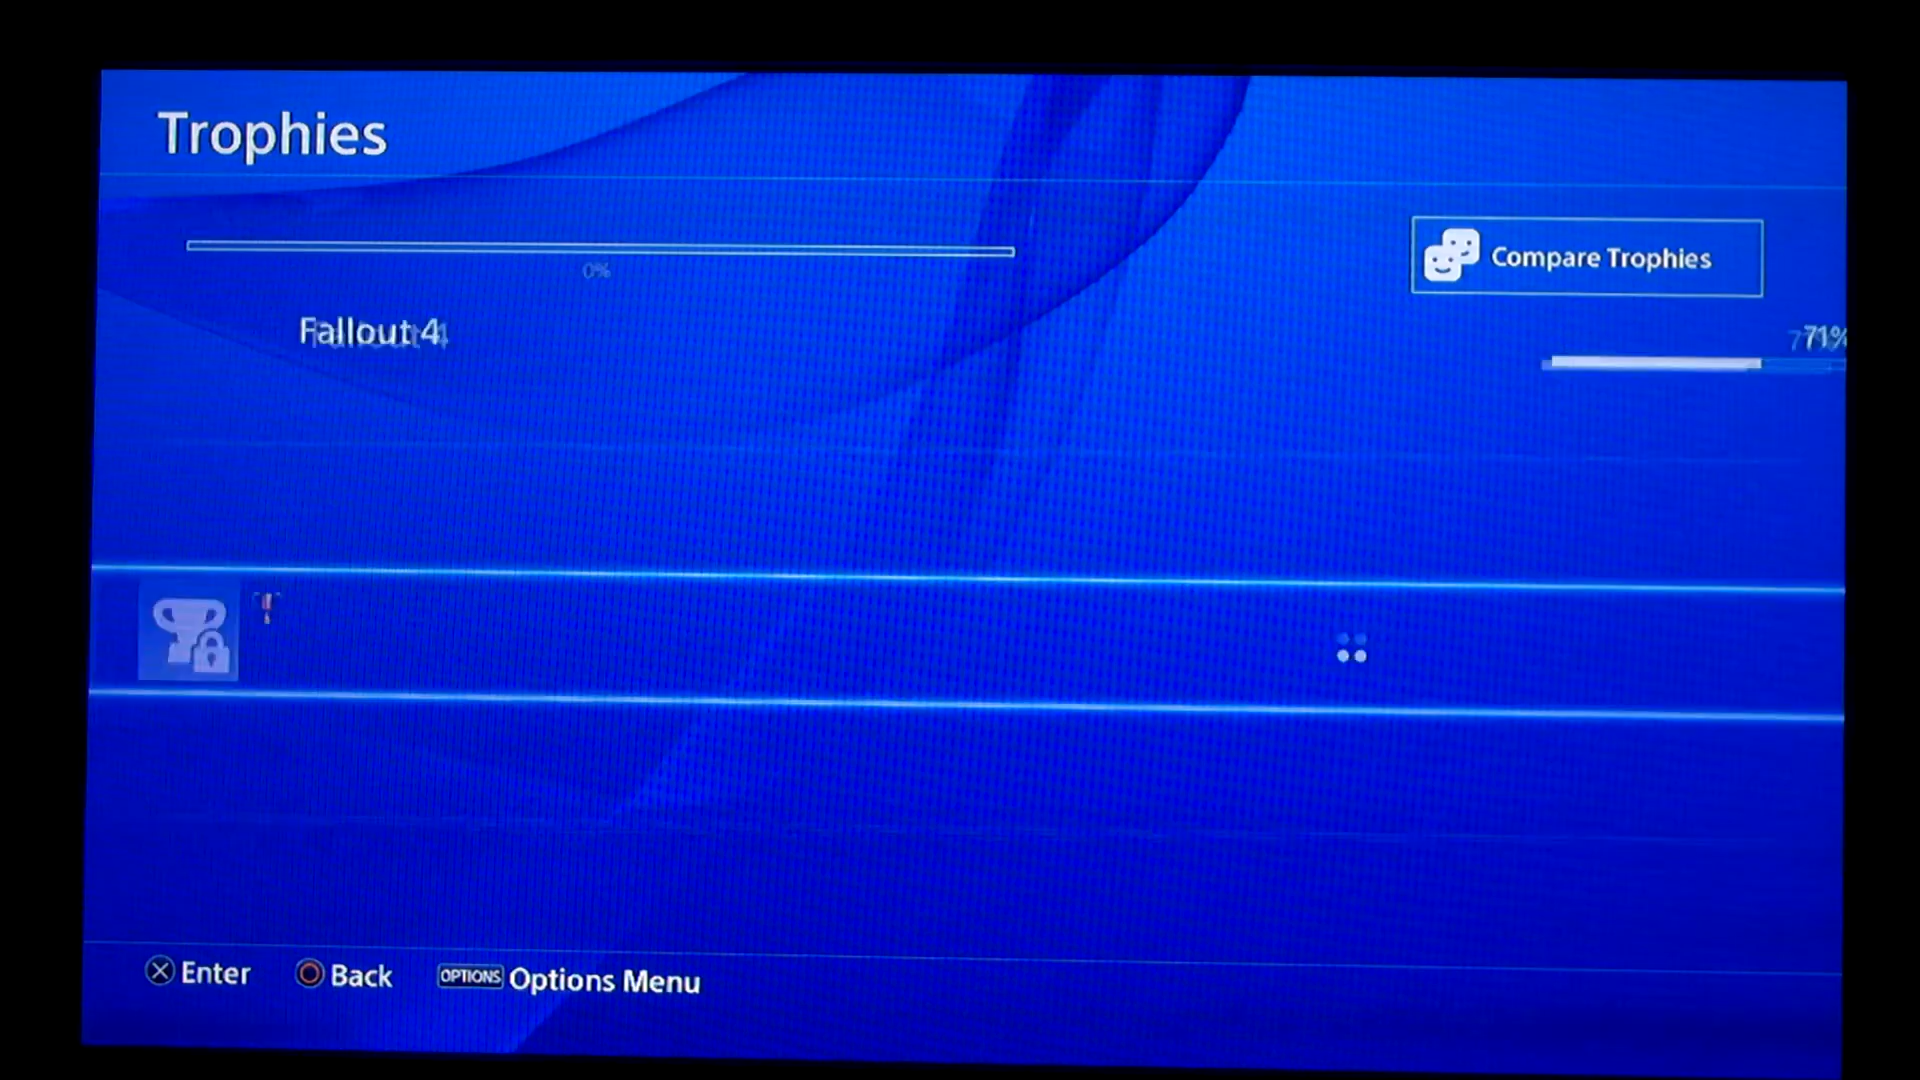 Trophies
0%
Compare Trophies
Fallout 4
71%
Enter
Back
OPTIONS Options Menu